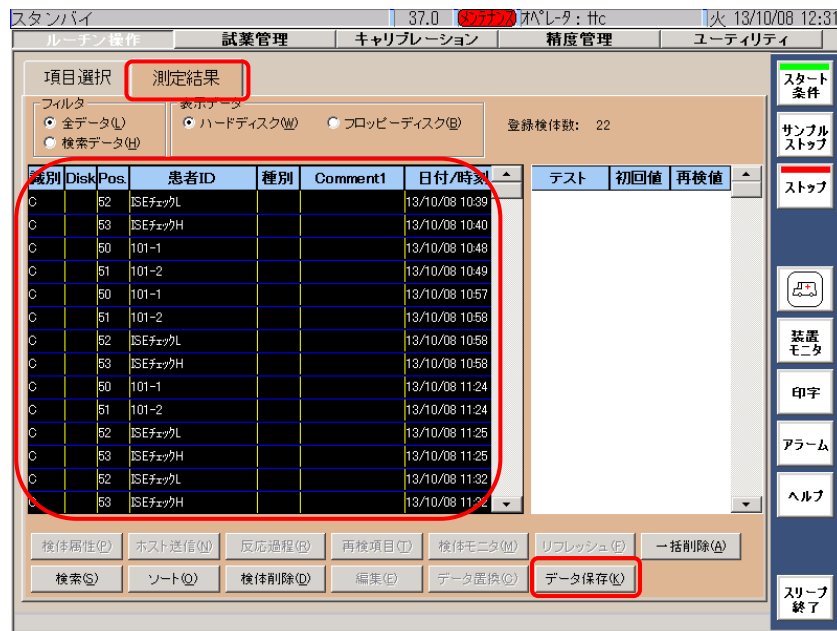 スタンバイ 37.0 メンテナンス オペレータ：ttc 火 13/10/08 12:31
ルーチン操作 試薬管理 キャリブレーション 精度管理 ユーティリティ
項目選択 測定結果
フィルタ 表示データ
全データ(L) ハードディスク(W) フロッピーディスク(B) 登録検体数: 22
検索データ(H)
識別 Disk Pos. 患者ID 種別 Comment1 日付/時刻 テスト 初回値 再検値
C 52 ISEチェックL 13/10/08 10:39
C 53 ISEチェックH 13/10/08 10:40
C 50 101-1 13/10/08 10:48
C 51 101-2 13/10/08 10:49
C 50 101-1 13/10/08 10:57
C 51 101-2 13/10/08 10:58
C 52 ISEチェックL 13/10/08 10:58
C 53 ISEチェックH 13/10/08 10:58
C 50 101-1 13/10/08 11:24
C 51 101-2 13/10/08 11:24
C 52 ISEチェックL 13/10/08 11:25
C 53 ISEチェックH 13/10/08 11:25
C 52 ISEチェックL 13/10/08 11:32
C 53 ISEチェックH 13/10/08 11:32
検体属性(P) ホスト送信(N) 反応過程(R) 再検項目(T) 検体モニタ(M) リフレッシュ(F) 一括削除(A)
検索(S) ソート(O) 検体削除(D) 編集(E) データ置換(C) データ保存(K)
スタート
条件
サンプル
ストップ
ストップ
装置
モニタ
印字
アラーム
ヘルプ
スリープ
終了